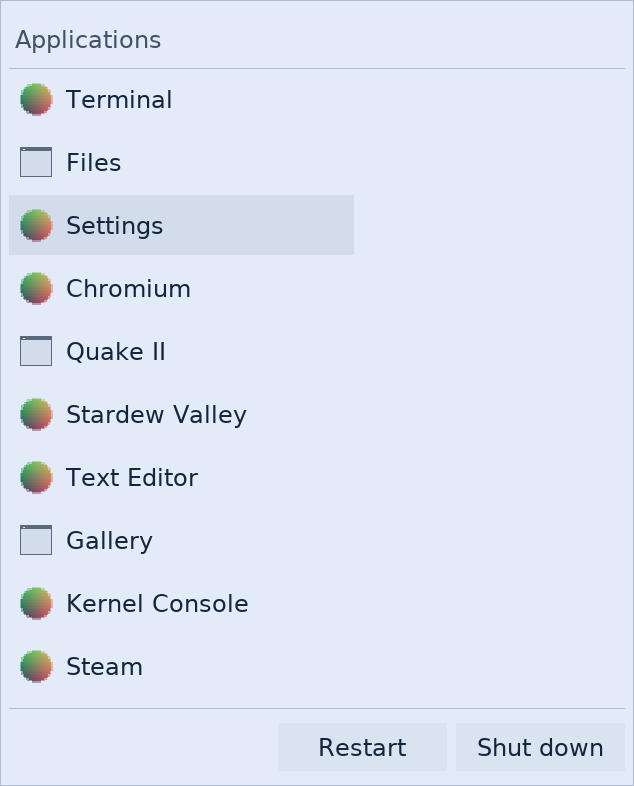 Applications
Terminal
Files
Settings
Chromium
Quake II
Stardew Valley
Text Editor
Gallery
Kernel Console
Steam
Restart Shut down